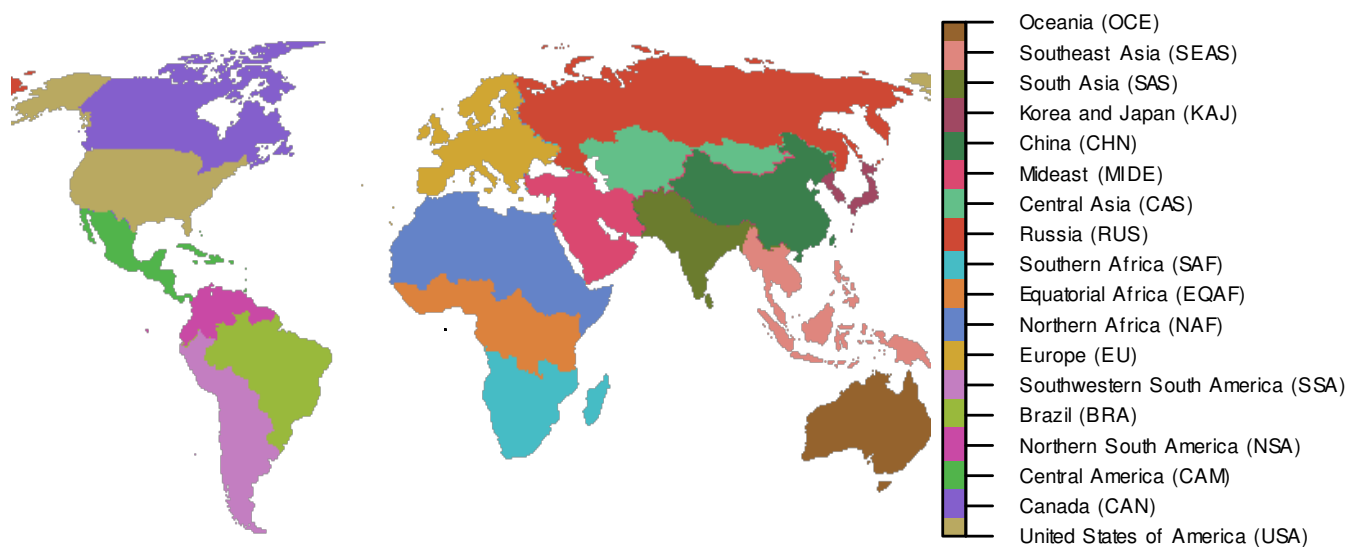 Oceania (OCE)
Southeast Asia (SEAS)
South Asia (SAS)
Korea and Japan (KAJ)
China (CHN)
Mideast (MIDE)
Central Asia (CAS)
Russia (RUS)
Southern Africa (SAF)
Equatorial Africa (EQAF)
Northern Africa (NAF)
Europe (EU)
Southwestern South America (SSA)
Brazil (BRA)
Northern South America (NSA)
Central America (CAM)
Canada (CAN)
United States of America (USA)